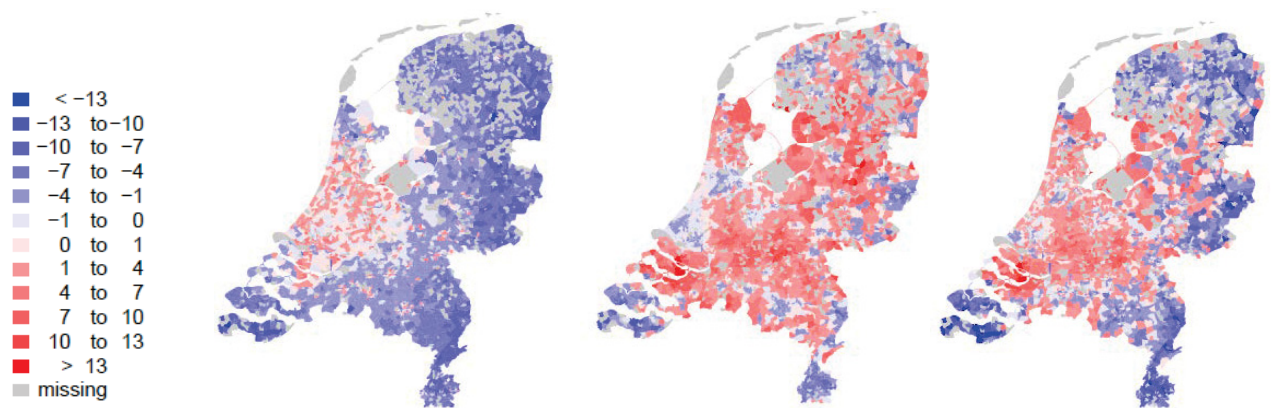 < −13
−13 to−10
−10 to −7
−7 to −4
−4 to −1
−1 to 0
0 to 1
1 to 4
4 to 7
7 to 10
10 to 13
> 13
missing